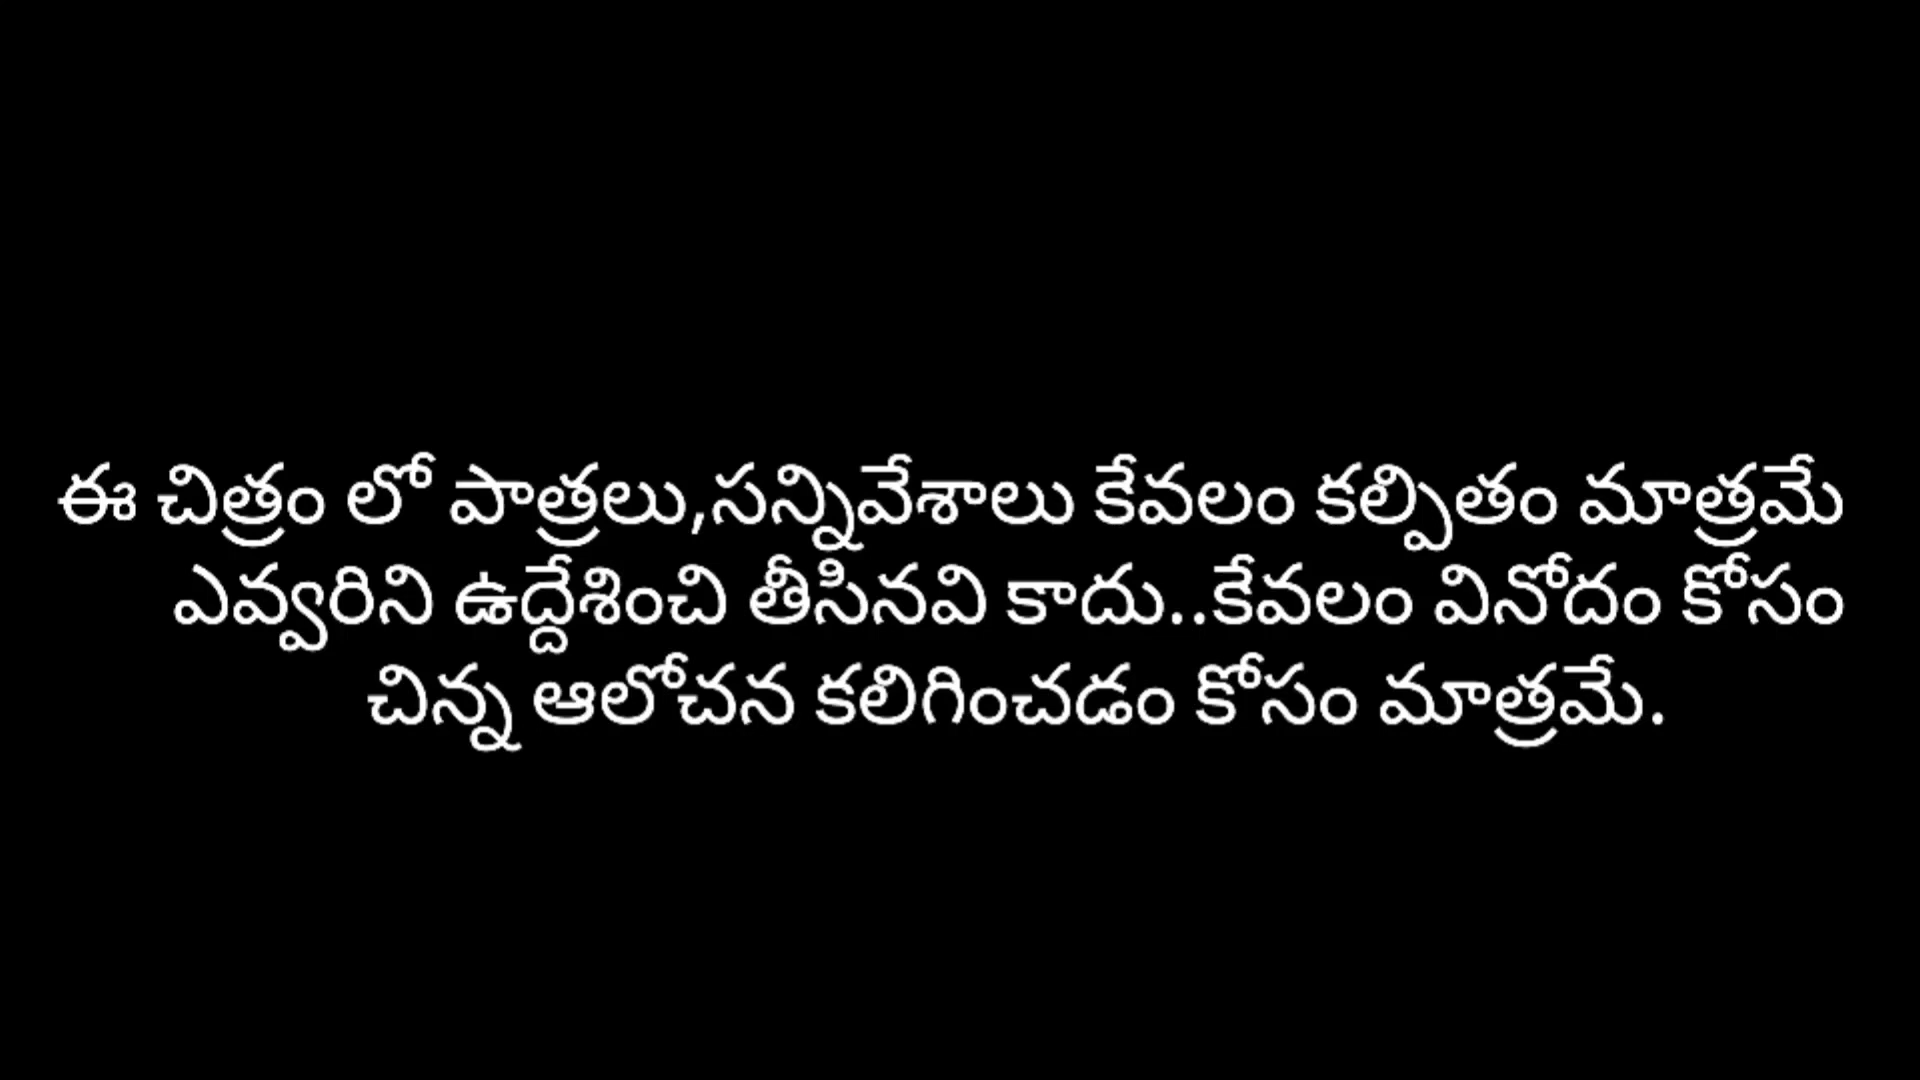 ఈ చిత్రం లో పాత్రలు,సన్నివేశాలు కేవలం కల్పితం మాత్రమే
ఎవ్వరిని ఉద్దేశించి తీసినవి కాదు..కేవలం వినోదం కోసం
చిన్న ఆలోచన కలిగించడం కోసం మాత్రమే.